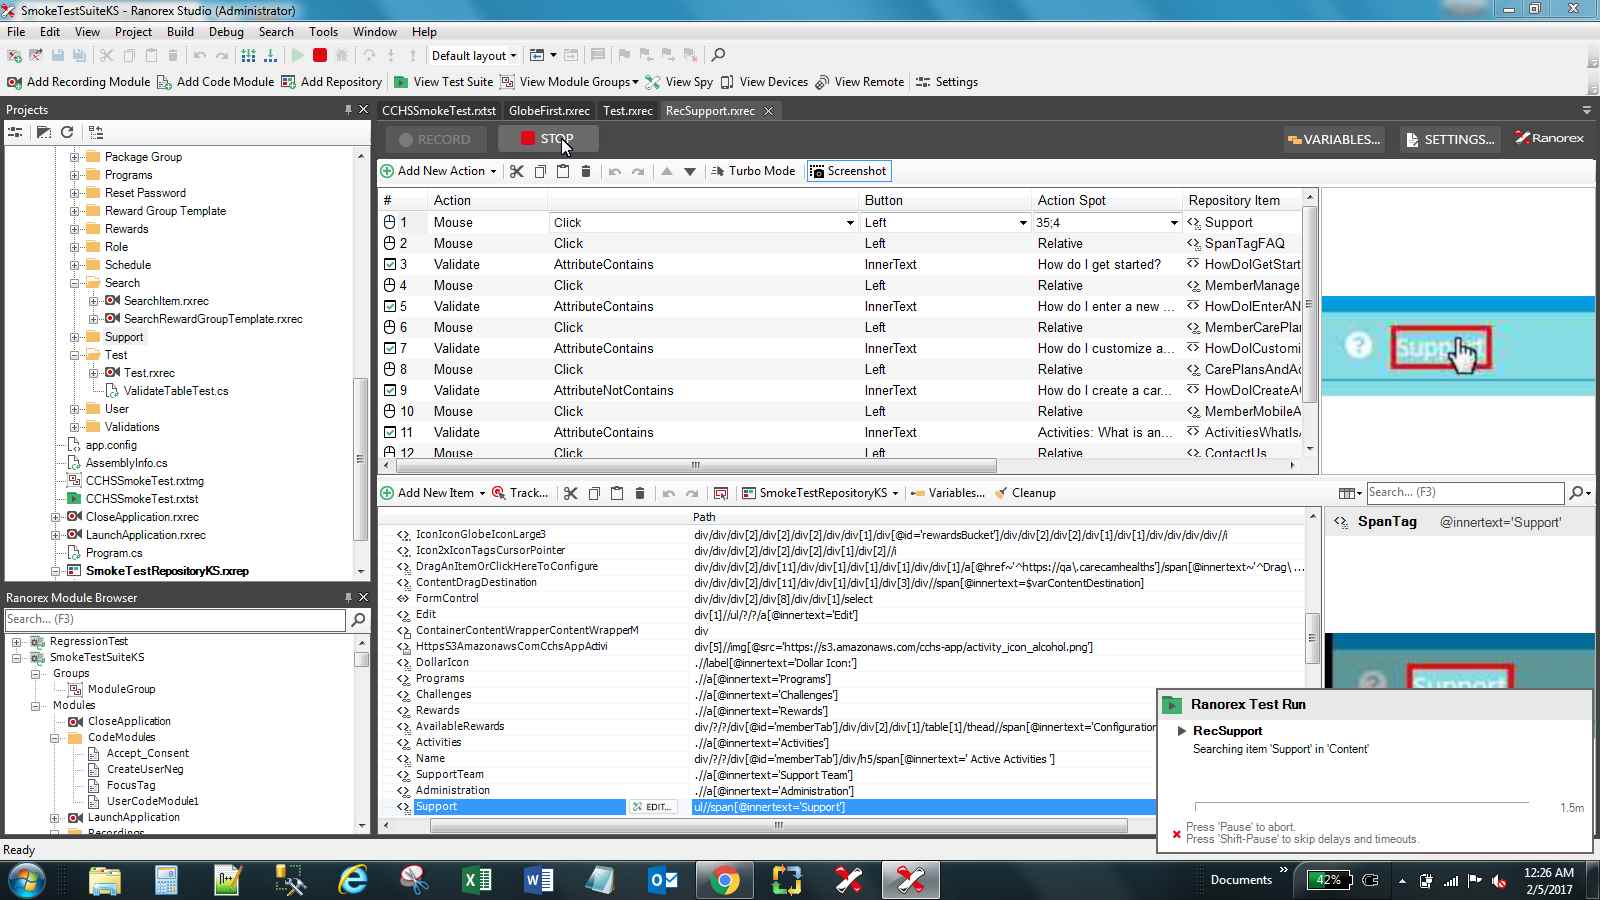 SmokeTestSuiteKS - Ranorex Studio (Administrator)
File Edit View Project Build Debug Search Tools Window Help
Default layout
Add Recording Module Add Code Module Add Repository View Test Suite View Module Groups View Spy View Devices View Remote Settings
Projects
CCHSSmokeTest.rxtst GlobeFirst.rxrec Test.rxrec RecSupport.rxrec
RECORD STOP VARIABLES... SETTINGS... Ranorex
Add New Action Turbo Mode Screenshot
# Action Button Action Spot Repository Item
1 Mouse Click Left 35;4 Support
2 Mouse Click Left Relative SpanTagFAQ
3 Validate AttributeContains InnerText How do I get started? HowDoIGetStart
4 Mouse Click Left Relative MemberManage
5 Validate AttributeContains InnerText How do I enter a new ... HowDoIEnterAN
6 Mouse Click Left Relative MemberCarePlan
7 Validate AttributeContains InnerText How do I customize a... HowDoICustomi
8 Mouse Click Left Relative CarePlansAndAc
9 Validate AttributeNotContains InnerText How do I create a car... HowDoICreateAC
10 Mouse Click Left Relative MemberMobileA
11 Validate AttributeContains InnerText Activities: What is an... ActivitiesWhatIsA
12 Mouse Click Left Relative ContactUs
Package Group
Programs
Reset Password
Reward Group Template
Rewards
Role
Schedule
Search
SearchItem.rxrec
SearchRewardGroupTemplate.rxrec
Support
Test
Test.rxrec
ValidateTableTest.cs
User
Validations
app.config
AssemblyInfo.cs
CCHSSmokeTest.rxtmg
CCHSSmokeTest.rxtst
CloseApplication.rxrec
LaunchApplication.rxrec
Program.cs
SmokeTestRepositoryKS.rxrep
Support
Add New Item Track... SmokeTestRepositoryKS Variables... Cleanup Search... (F3)
Path
IconIconGlobeIconLarge3 div/div/div[2]/div[2]/div[2]/div/div[1]/div[@id='rewardsBucket']/div/div[2]/div[2]/div[1]/div[1]/div/div/div/div//i
Icon2xIconTagsCursorPointer div/div/div[2]/div[2]/div[2]/div[1]/div[2]//i
DragAnItemOrClickHereToConfigure div/div/div[2]/div[11]/div/div[1]/div/div[1]/div[1]/a[@href~'^https://qa\.carecamhealths']/span[@innertext~'^Drag\ ...
ContentDragDestination div/div/div[2]/div[11]/div/div[1]/div[1]/div[1]/div[3]/div//span[@innertext=$varContentDestination]
FormControl div/div/div[2]/div[8]/div/div[1]/select
Edit div[1]//ul/?/?/a[@innertext='Edit']
ContainerContentWrapperContentWrapperM div
HttpsS3AmazonawsComCchsAppActivi div[5]//img[@src='https://s3.amazonaws.com/cchs-app/activity_icon_alcohol.png']
DollarIcon .//label[@innertext='Dollar Icon:']
Programs .//a[@innertext='Programs']
Challenges .//a[@innertext='Challenges']
Rewards .//a[@innertext='Rewards']
AvailableRewards div/?/?/div[@id='memberTab']/div/div[2]/div[1]/table[1]/thead//span[@innertext='Configuration
Activities .//a[@innertext='Activities']
Name div/?/?/div[@id='memberTab']/div/h5/span[@innertext=' Active Activities ']
SupportTeam .//a[@innertext='Support Team']
Administration .//a[@innertext='Administration']
Support EDIT... ul//span[@innertext='Support']
SpanTag @innertext='Support'
Support
Ranorex Module Browser
Search... (F3)
RegressionTest
SmokeTestSuiteKS
Groups
ModuleGroup
Modules
CloseApplication
CodeModules
Accept_Consent
CreateUserNeg
FocusTag
UserCodeModule1
LaunchApplication
Recordings
Ranorex Test Run
RecSupport
Searching item 'Support' in 'Content'
1.5m
Press 'Pause' to abort.
Press 'Shift-Pause' to skip delays and timeouts.
Ready
Documents 42% 12:26 AM
2/5/2017